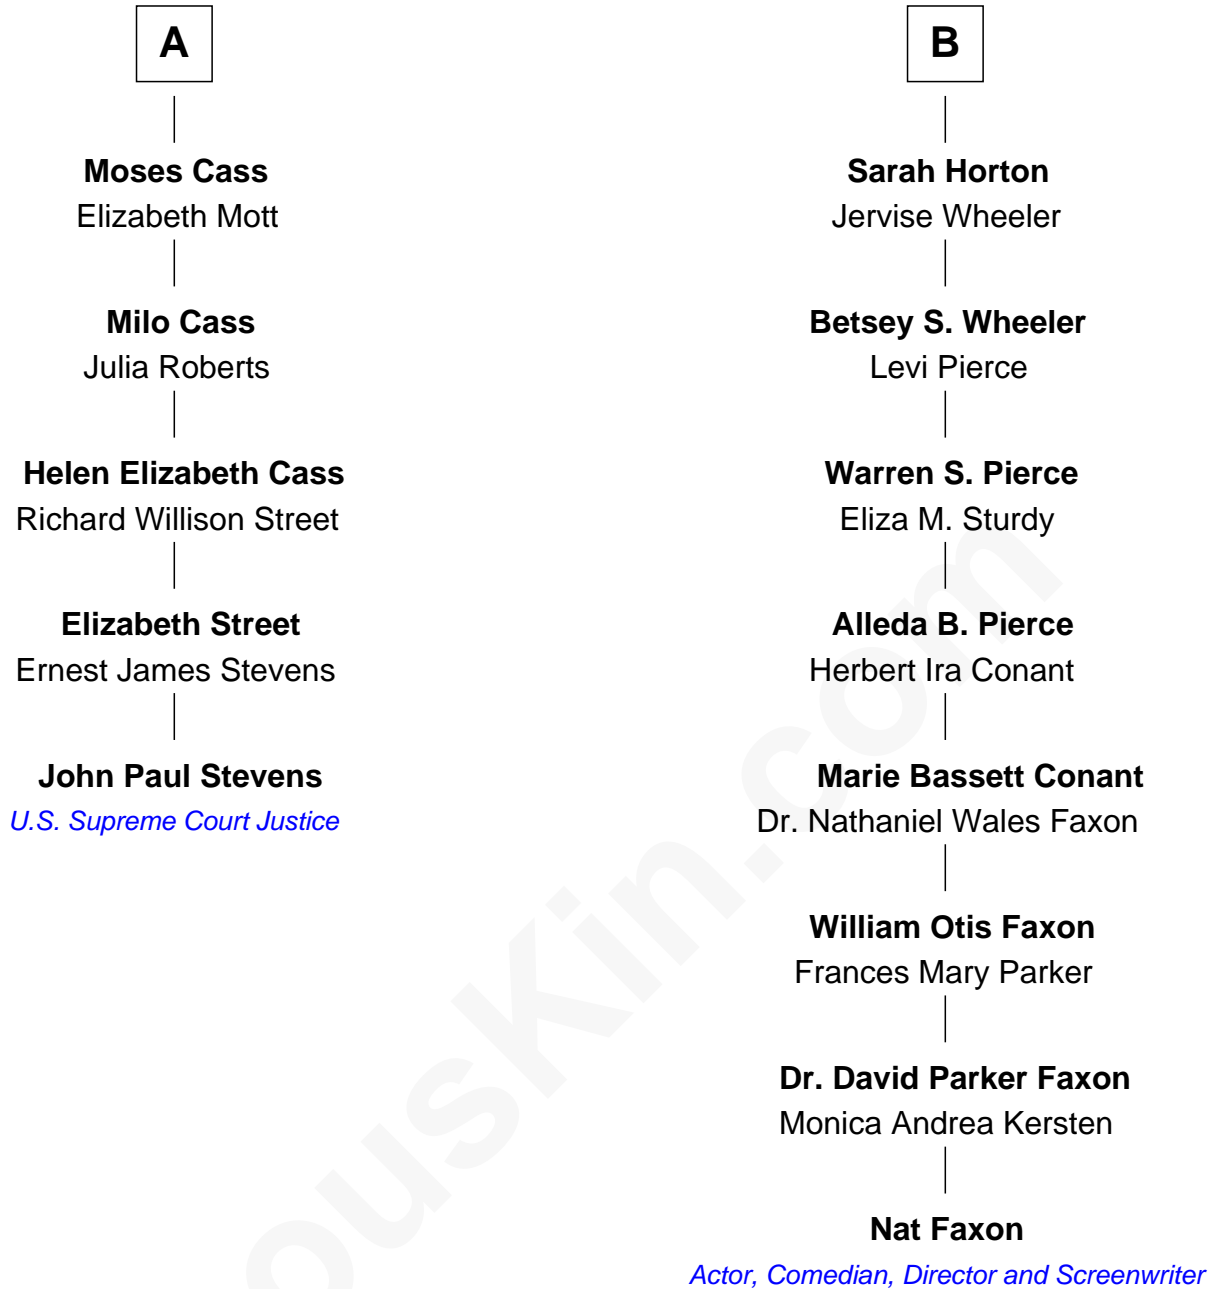 A
Moses Cass
Elizabeth Mott
Milo Cass
Julia Roberts
Helen Elizabeth Cass
Richard Willison Street
Elizabeth Street
Ernest James Stevens
John Paul Stevens
U.S. Supreme Court Justice
B
Sarah Horton
Jervise Wheeler
Betsey S. Wheeler
Levi Pierce
Warren S. Pierce
Eliza M. Sturdy
Alleda B. Pierce
Herbert Ira Conant
Marie Bassett Conant
Dr. Nathaniel Wales Faxon
William Otis Faxon
Frances Mary Parker
Dr. David Parker Faxon
Monica Andrea Kersten
Nat Faxon
Actor, Comedian, Director and Screenwriter
ousKin.com